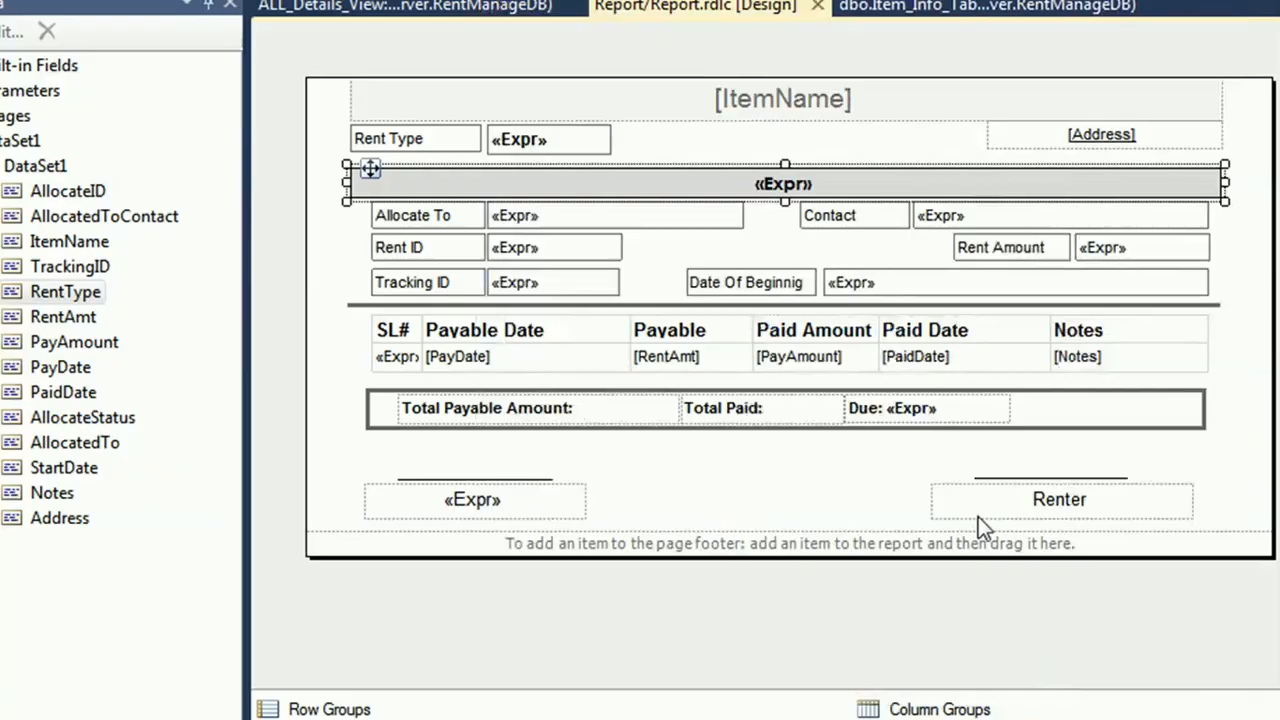 ALL_Details_View:...rver.RentManageDB)
Report/Report.rdlc [Design]
dbo.Item_Info_Tab...ver.RentManageDB)
it...
ilt-in Fields
rameters
ages
taSet1
DataSet1
AllocateID
AllocatedToContact
ItemName
TrackingID
RentType
RentAmt
PayAmount
PayDate
PaidDate
AllocateStatus
AllocatedTo
StartDate
Notes
Address
[ItemName]
Rent Type «Expr»
[Address]
«Expr»
Allocate To «Expr» Contact «Expr»
Rent ID «Expr» Rent Amount «Expr»
Tracking ID «Expr» Date Of Beginnig «Expr»
SL# Payable Date Payable Paid Amount Paid Date Notes
«Expr» [PayDate] [RentAmt] [PayAmount] [PaidDate] [Notes]
Total Payable Amount: Total Paid: Due: «Expr»
«Expr» Renter
To add an item to the page footer: add an item to the report and then drag it here.
Row Groups Column Groups